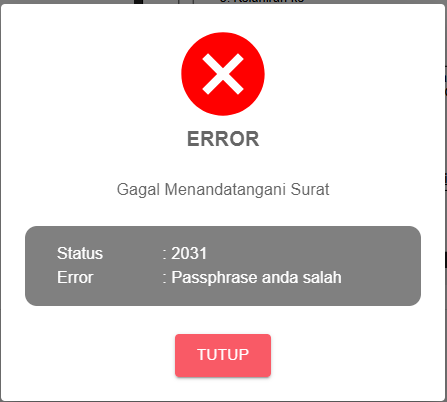 ERROR
Gagal Menandatangani Surat
Status : 2031
Error : Passphrase anda salah
TUTUP